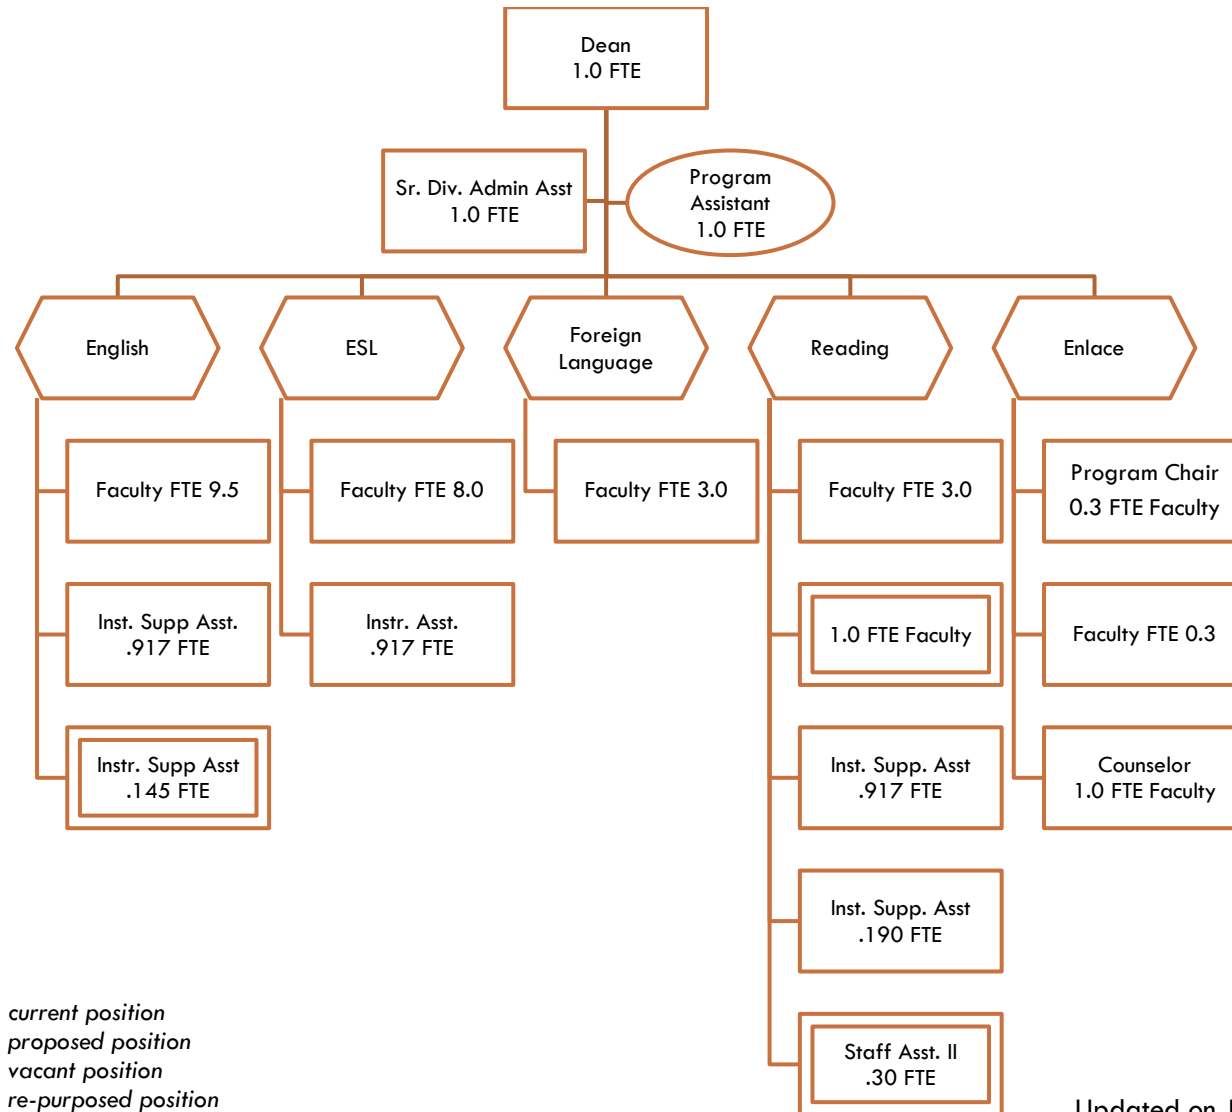 Dean
1.0 FTE
Sr. Div. Admin Asst
1.0 FTE
Program
Assistant
1.0 FTE
English
ESL
Foreign
Language
Reading
Enlace
Faculty FTE 9.5
Faculty FTE 8.0
Faculty FTE 3.0
Faculty FTE 3.0
Program Chair
0.3 FTE Faculty
Inst. Supp Asst.
.917 FTE
Instr. Asst.
.917 FTE
1.0 FTE Faculty
Faculty FTE 0.3
Instr. Supp Asst
.145 FTE
Inst. Supp. Asst
.917 FTE
Counselor
1.0 FTE Faculty
Inst. Supp. Asst
.190 FTE
Staff Asst. II
.30 FTE
current position
proposed position
vacant position
re-purposed position
Updated on